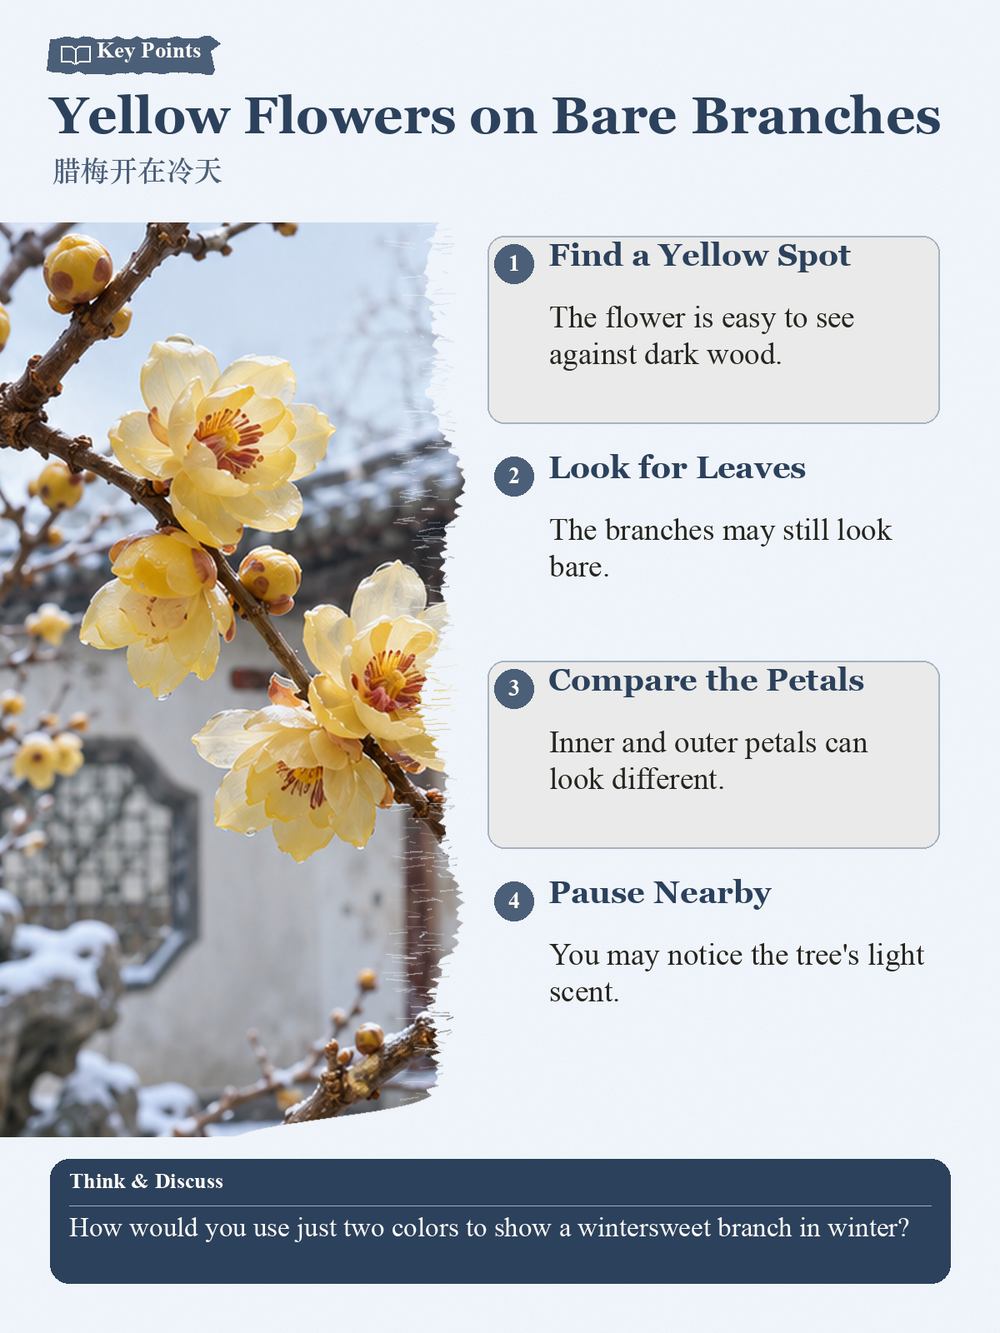 Key Points
Yellow Flowers on Bare Branches
腊梅开在冷天
1 Find a Yellow Spot
The flower is easy to see
against dark wood.
2 Look for Leaves
The branches may still look
bare.
3 Compare the Petals
Inner and outer petals can
look different.
4 Pause Nearby
You may notice the tree's light
scent.
Think & Discuss
How would you use just two colors to show a wintersweet branch in winter?